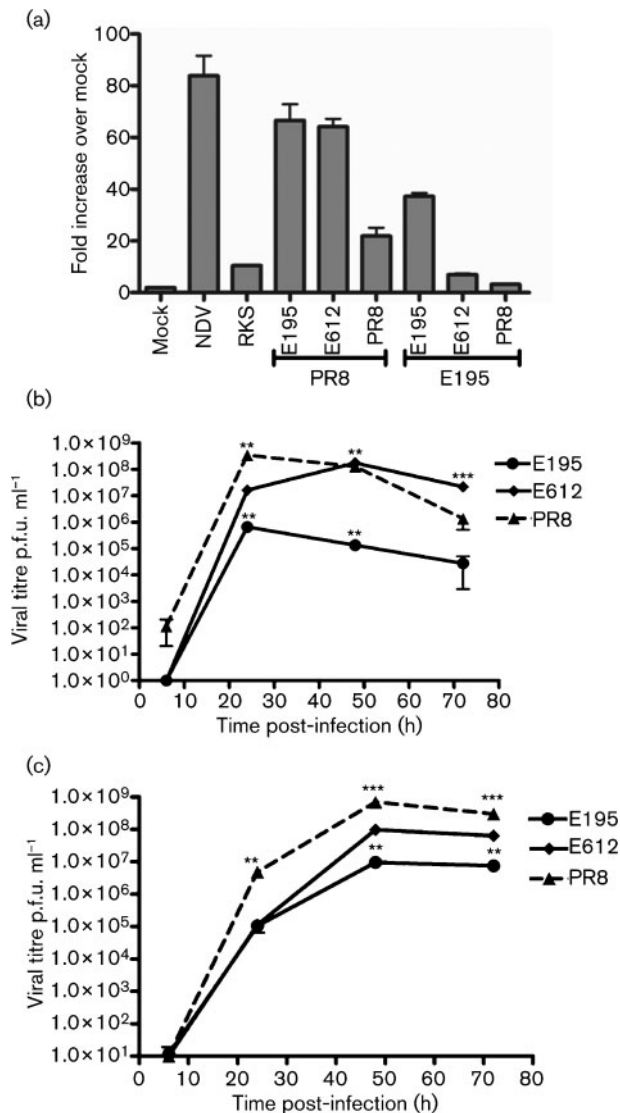 (a)
Fold increase over mock
100
80
60
40
20
0
Mock
NDV
RKS
E195
E612
PR8
E195
E612
PR8
PR8
E195
(b)
Viral titre p.f.u. ml⁻¹
1.0×10⁹
1.0×10⁸
1.0×10⁷
1.0×10⁶
1.0×10⁵
1.0×10⁴
1.0×10³
1.0×10²
1.0×10¹
1.0×10⁰
**
**
***
**
**
E195
E612
PR8
0 10 20 30 40 50 60 70 80
Time post-infection (h)
(c)
Viral titre p.f.u. ml⁻¹
1.0×10⁹
1.0×10⁸
1.0×10⁷
1.0×10⁶
1.0×10⁵
1.0×10⁴
1.0×10³
1.0×10²
1.0×10¹
***
***
**
**
**
E195
E612
PR8
0 10 20 30 40 50 60 70 80
Time post-infection (h)